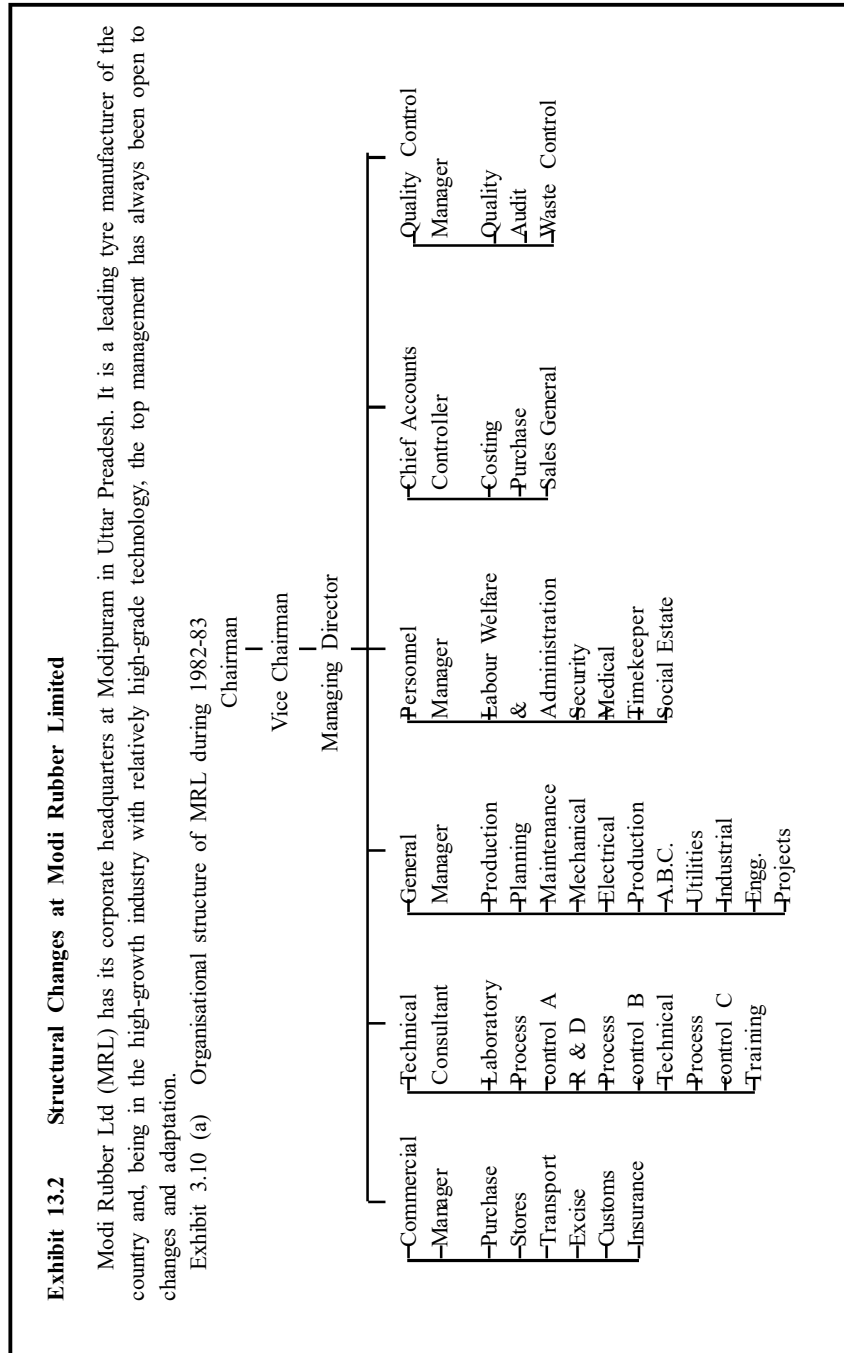 Exhibit 13.2 Structural Changes at Modi Rubber Limited
Modi Rubber Ltd (MRL) has its corporate headquarters at Modipuram in Uttar Preadesh. It is a leading tyre manufacturer of the
country and, being in the high-growth industry with relatively high-grade technology, the top management has always been open to
changes and adaptation.
Exhibit 3.10 (a) Organisational structure of MRL during 1982-83
Chairman
Vice Chairman
Managing Director
Commercial
Manager
Purchase
Stores
Transport
Excise
Customs
Insurance
Technical
Consultant
Laboratory
Process
control A
R & D
Process
control B
Technical
Process
control C
Training
General
Manager
Production
Planning
Maintenance
Mechanical
Electrical
Production
A.B.C.
Utilities
Industrial
Engg.
Projects
Personnel
Manager
Labour Welfare
&
Administration
Security
Medical
Timekeeper
Social Estate
Chief Accounts
Controller
Costing
Purchase
Sales General
Quality Control
Manager
Quality
Audit
Waste Control